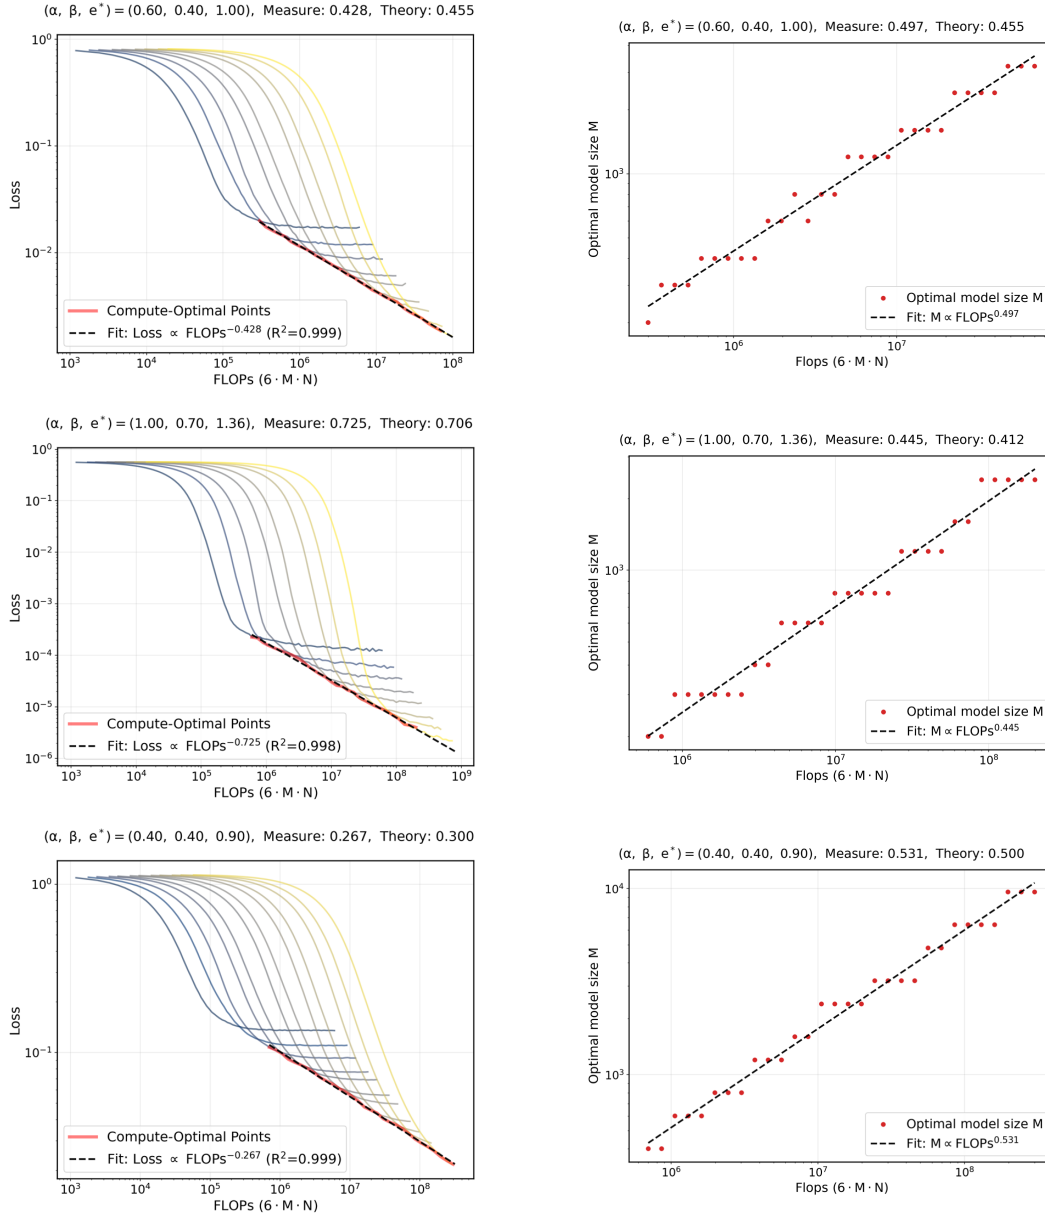 (α, β, e*) = (0.60, 0.40, 1.00), Measure: 0.428, Theory: 0.455
10⁰
10⁻¹
10⁻²
Loss
Compute-Optimal Points
Fit: Loss ∝ FLOPs⁻⁰·⁴²⁸ (R²=0.999)
10³ 10⁴ 10⁵ 10⁶ 10⁷ 10⁸
FLOPs (6 · M · N)
(α, β, e*) = (0.60, 0.40, 1.00), Measure: 0.497, Theory: 0.455
10³
Optimal model size M
Optimal model size M
Fit: M ∝ FLOPs⁰·⁴⁹⁷
10⁶ 10⁷
Flops (6 · M · N)
(α, β, e*) = (1.00, 0.70, 1.36), Measure: 0.725, Theory: 0.706
10⁰
10⁻¹
10⁻²
10⁻³
10⁻⁴
10⁻⁵
10⁻⁶
Loss
Compute-Optimal Points
Fit: Loss ∝ FLOPs⁻⁰·⁷²⁵ (R²=0.998)
10³ 10⁴ 10⁵ 10⁶ 10⁷ 10⁸ 10⁹
FLOPs (6 · M · N)
(α, β, e*) = (1.00, 0.70, 1.36), Measure: 0.445, Theory: 0.412
10³
Optimal model size M
Optimal model size M
Fit: M ∝ FLOPs⁰·⁴⁴⁵
10⁶ 10⁷ 10⁸
Flops (6 · M · N)
(α, β, e*) = (0.40, 0.40, 0.90), Measure: 0.267, Theory: 0.300
10⁰
10⁻¹
Loss
Compute-Optimal Points
Fit: Loss ∝ FLOPs⁻⁰·²⁶⁷ (R²=0.999)
10³ 10⁴ 10⁵ 10⁶ 10⁷ 10⁸
FLOPs (6 · M · N)
(α, β, e*) = (0.40, 0.40, 0.90), Measure: 0.531, Theory: 0.500
10⁴
10³
Optimal model size M
Optimal model size M
Fit: M ∝ FLOPs⁰·⁵³¹
10⁶ 10⁷ 10⁸
Flops (6 · M · N)